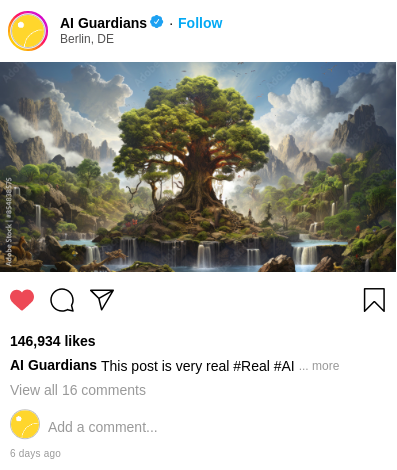 AI Guardians · Follow
Berlin, DE
Adobe Stock | #854838575
146,934 likes
AI Guardians This post is very real #Real #AI ... more
View all 16 comments
Add a comment...
6 days ago